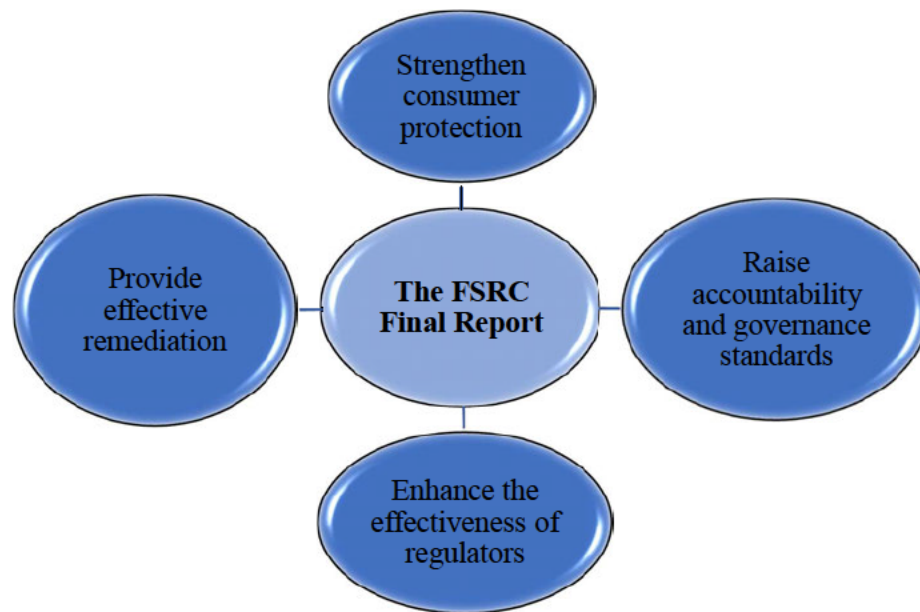 Strengthen
consumer
protection
Provide
effective
remediation
The FSRC
Final Report
Raise
accountability
and governance
standards
Enhance the
effectiveness of
regulators